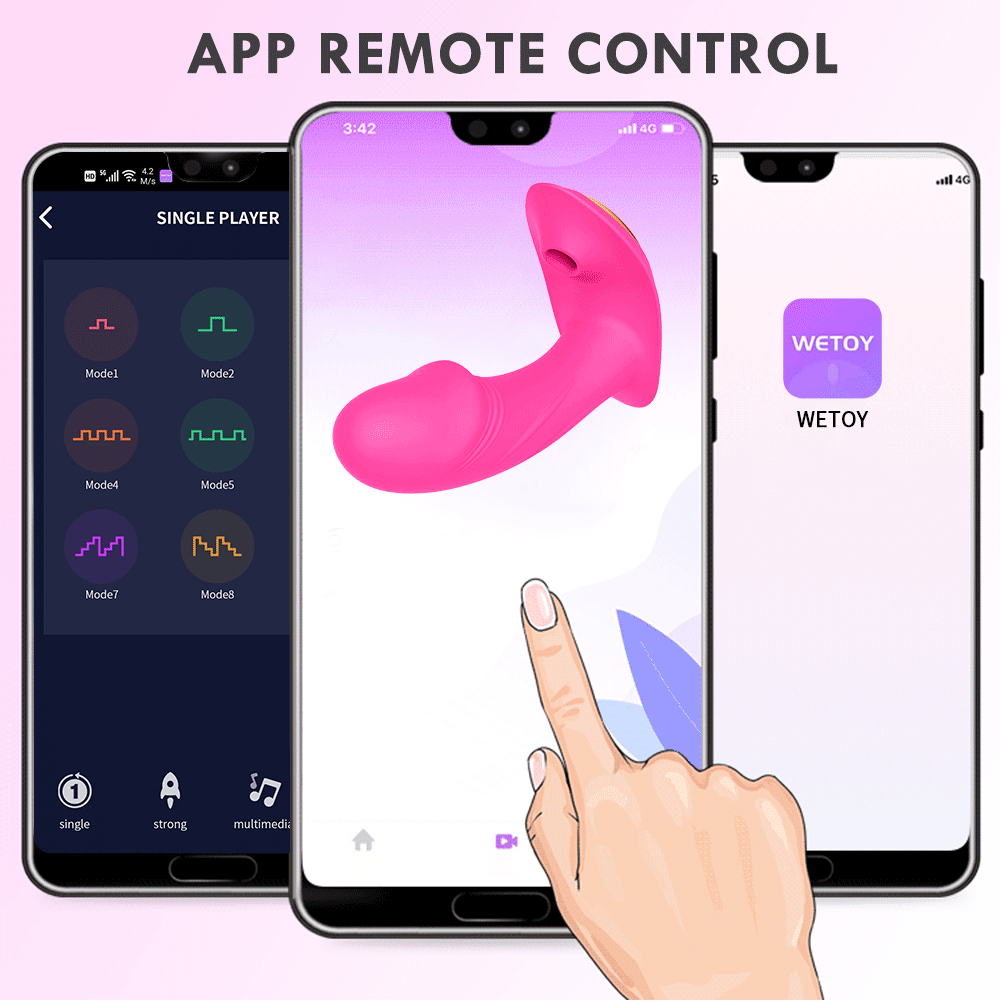 APP REMOTE CONTROL
HD 5G 4.2 M/s
SINGLE PLAYER
Mode1
Mode2
Mode4
Mode5
Mode7
Mode8
1
single
strong
multimedia
3:42
4G
5
4G
WETOY
WETOY